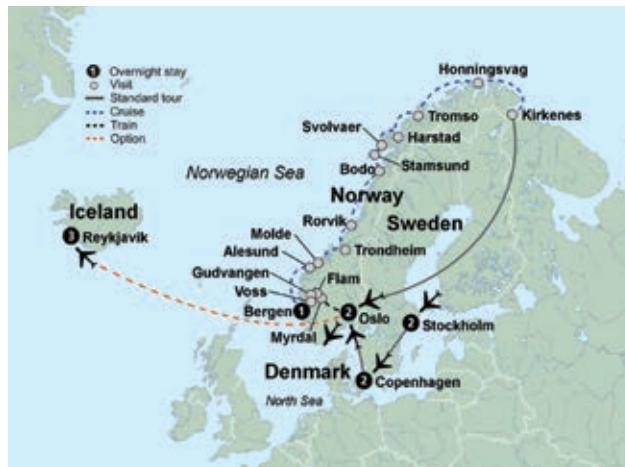 1 Overnight stay
Visit
Standard tour
Cruise
Train
Option
Honningsvag
Tromso
Kirkenes
Svolvaer
Harstad
Stamsund
Norwegian Sea
Bodo
Norway
Sweden
Iceland
3 Reykjavik
Rorvik
Molde
Alesund
Trondheim
Gudvangen
Flam
Voss
Bergen 1
2 Oslo
2 Stockholm
Myrdal
Denmark
2 Copenhagen
North Sea